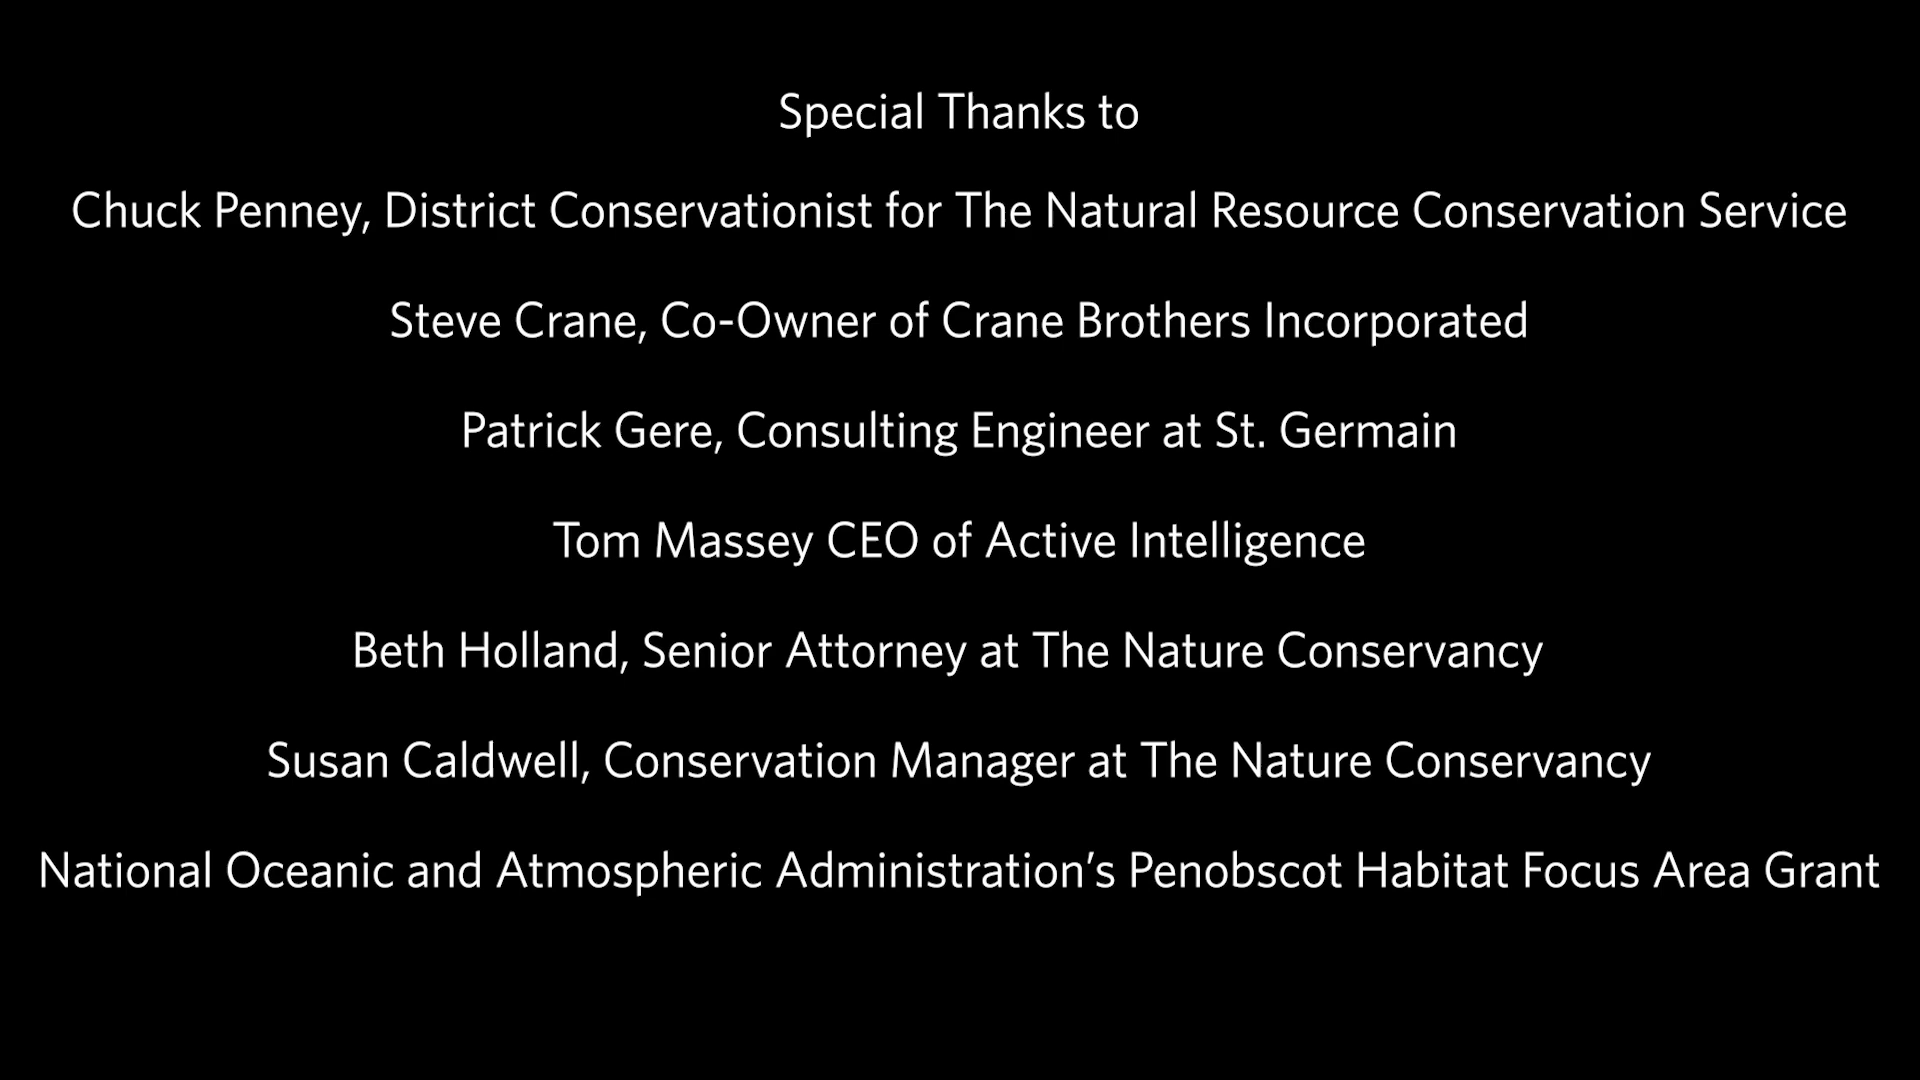 Special Thanks to
Chuck Penney, District Conservationist for The Natural Resource Conservation Service
Steve Crane, Co-Owner of Crane Brothers Incorporated
Patrick Gere, Consulting Engineer at St. Germain
Tom Massey CEO of Active Intelligence
Beth Holland, Senior Attorney at The Nature Conservancy
Susan Caldwell, Conservation Manager at The Nature Conservancy
National Oceanic and Atmospheric Administration’s Penobscot Habitat Focus Area Grant